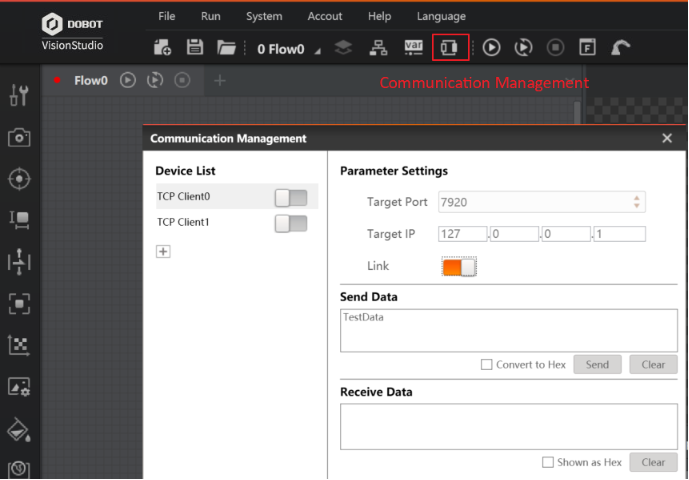 DOBOT
VisionStudio
File Run System Accout Help Language
0 Flow0
var
F
Flow0
Communication Management
Communication Management
Device List
TCP Client0
TCP Client1
Parameter Settings
Target Port 7920
Target IP 127 . 0 . 0 . 1
Link
Send Data
TestData
Convert to Hex Send Clear
Receive Data
Shown as Hex Clear